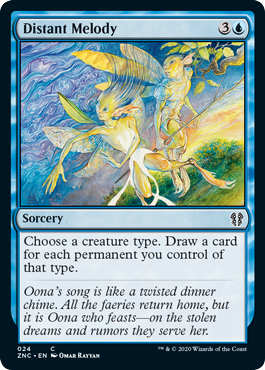 Distant Melody 3
Sorcery
Choose a creature type. Draw a card
for each permanent you control of
that type.
Oona's song is like a twisted dinner
chime. All the faeries return home, but
it is Oona who feasts—on the stolen
dreams and rumors they serve her.
024 C
ZNC • EN Omar Rayyan
™ & © 2020 Wizards of the Coast